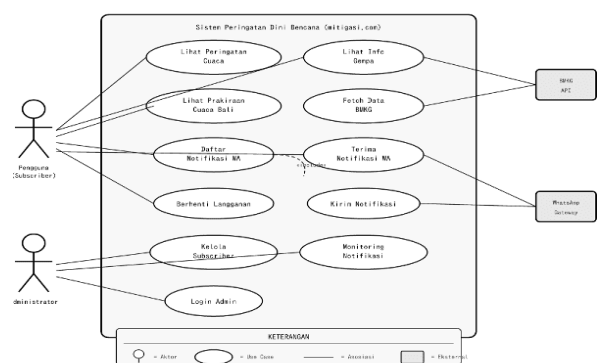 Sistem Peringatan Dini Bencana (mitigasi.com)
Lihat Peringatan
Cuaca
Lihat Info
Gempa
BMKG
API
Lihat Prakiraan
Cuaca Bali
Fetch Data
BMKG
Pengguna
(Subscriber)
Daftar
Notifikasi WA
«include»
Terima
Notifikasi WA
Berhenti Langganan
Kirim Notifikasi
WhatsApp
Gateway
Kelola
Subscriber
Monitoring
Notifikasi
dministrator
Login Admin
KETERANGAN
= Aktor
= Use Case
= Asosiasi
= Eksternal